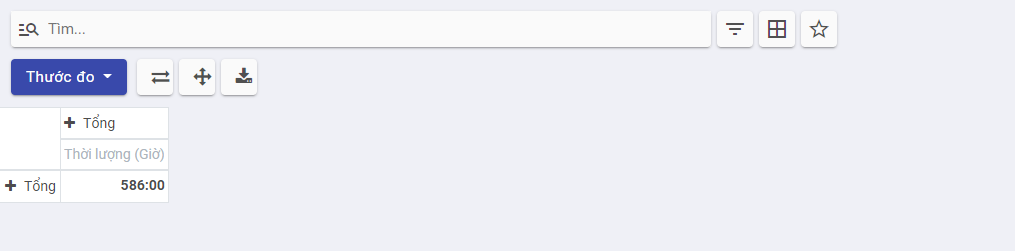 Tìm...
Thước đo
Tổng
Thời lượng (Giờ)
Tổng 586:00